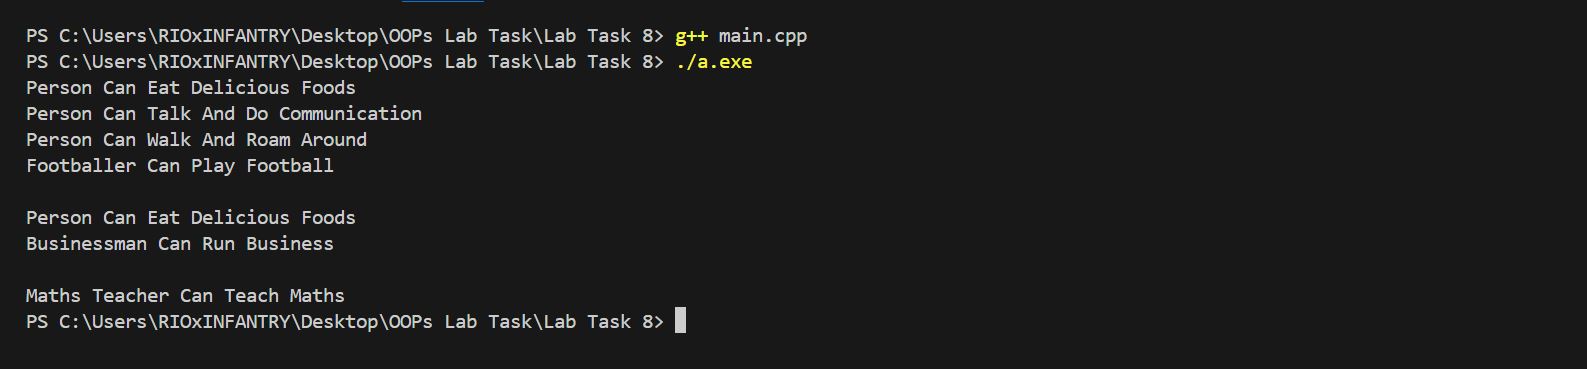 PS C:\Users\RIOxINFANTRY\Desktop\OOPs Lab Task\Lab Task 8> g++ main.cpp
PS C:\Users\RIOxINFANTRY\Desktop\OOPs Lab Task\Lab Task 8> ./a.exe
Person Can Eat Delicious Foods
Person Can Talk And Do Communication
Person Can Walk And Roam Around
Footballer Can Play Football
Person Can Eat Delicious Foods
Businessman Can Run Business
Maths Teacher Can Teach Maths
PS C:\Users\RIOxINFANTRY\Desktop\OOPs Lab Task\Lab Task 8>